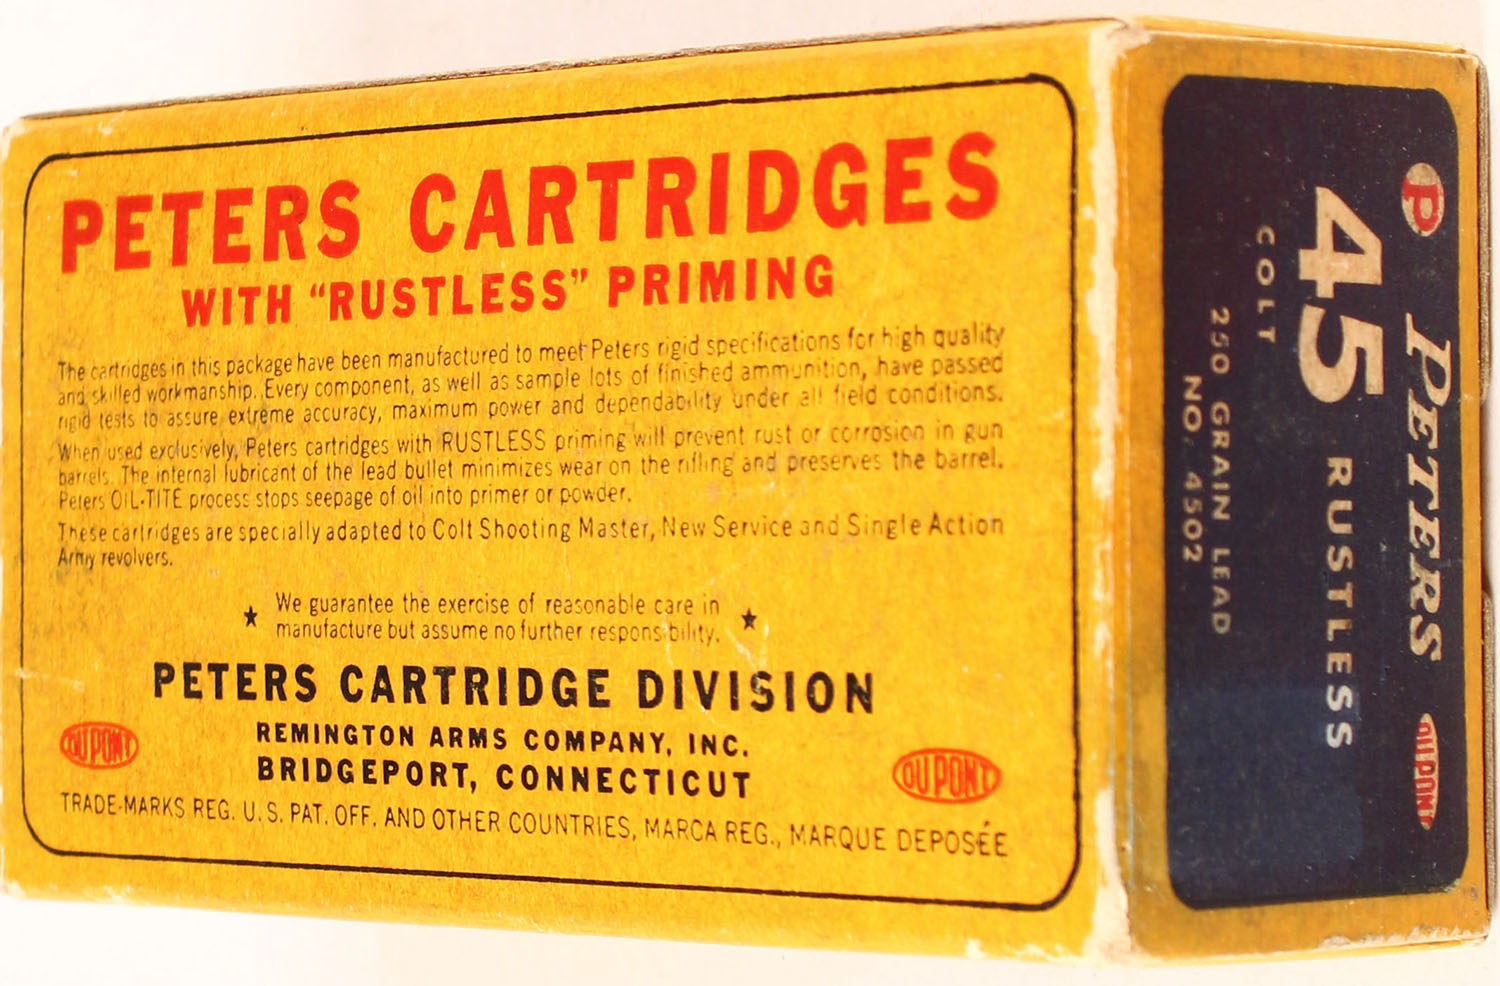 PETERS CARTRIDGES
WITH "RUSTLESS" PRIMING
The cartridges in this package have been manufactured to meet Peters rigid specifications for high quality
and skilled workmanship. Every component, as well as sample lots of finished ammunition, have passed
rigid tests to assure extreme accuracy, maximum power and dependability under all field conditions.
When used exclusively, Peters cartridges with RUSTLESS priming will prevent rust or corrosion in gun
barrels. The internal lubricant of the lead bullet minimizes wear on the rifling and preserves the barrel.
Peters OIL-TITE process stops seepage of oil into primer or powder.
These cartridges are specially adapted to Colt Shooting Master, New Service and Single Action
Army revolvers.
★ We guarantee the exercise of reasonable care in ★
manufacture but assume no further responsibility.
PETERS CARTRIDGE DIVISION
REMINGTON ARMS COMPANY, INC.
BRIDGEPORT, CONNECTICUT
DU PONT
DU PONT
TRADE-MARKS REG. U.S. PAT. OFF. AND OTHER COUNTRIES, MARCA REG., MARQUE DEPOSÉE
P PETERS DU PONT
45 RUSTLESS
COLT
250 GRAIN LEAD
NO. 4502